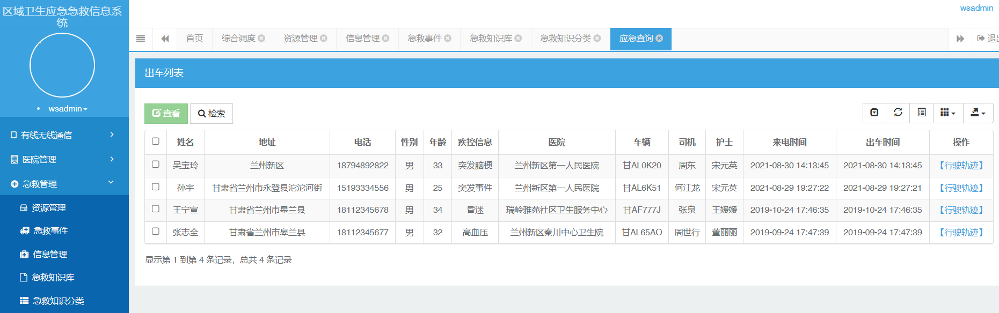 区域卫生应急急救信息系
统
wsadmin
wsadmin
有线无线通信
医院管理
急救管理
资源管理
急救事件
信息管理
急救知识库
急救知识分类
首页 综合调度 资源管理 信息管理 急救事件 急救知识库 急救知识分类 应急查询 退出
出车列表
查看 检索
姓名 地址 电话 性别 年龄 疾控信息 医院 车辆 司机 护士 来电时间 出车时间 操作
吴宝玲 兰州新区 18794892822 男 33 突发脑梗 兰州新区第一人民医院 甘AL0K20 周东 宋元英 2021-08-30 14:13:45 2021-08-30 14:13:45 【行驶轨迹】
孙宇 甘肃省兰州市永登县沱沱河街 15193334556 男 25 突发事件 兰州新区第一人民医院 甘AL6K51 何江龙 宋元英 2021-08-29 19:27:22 2021-08-29 19:27:21 【行驶轨迹】
王宁宣 甘肃省兰州市皋兰县 18112345678 男 34 昏迷 瑞岭雅苑社区卫生服务中心 甘AF777J 张泉 王媛媛 2019-10-24 17:46:35 2019-10-24 17:46:35 【行驶轨迹】
张志全 甘肃省兰州市皋兰县 18112345677 男 32 高血压 兰州新区秦川中心卫生院 甘AL65AO 周世行 董丽丽 2019-09-24 17:47:39 2019-09-24 17:47:39 【行驶轨迹】
显示第 1 到第 4 条记录，总共 4 条记录